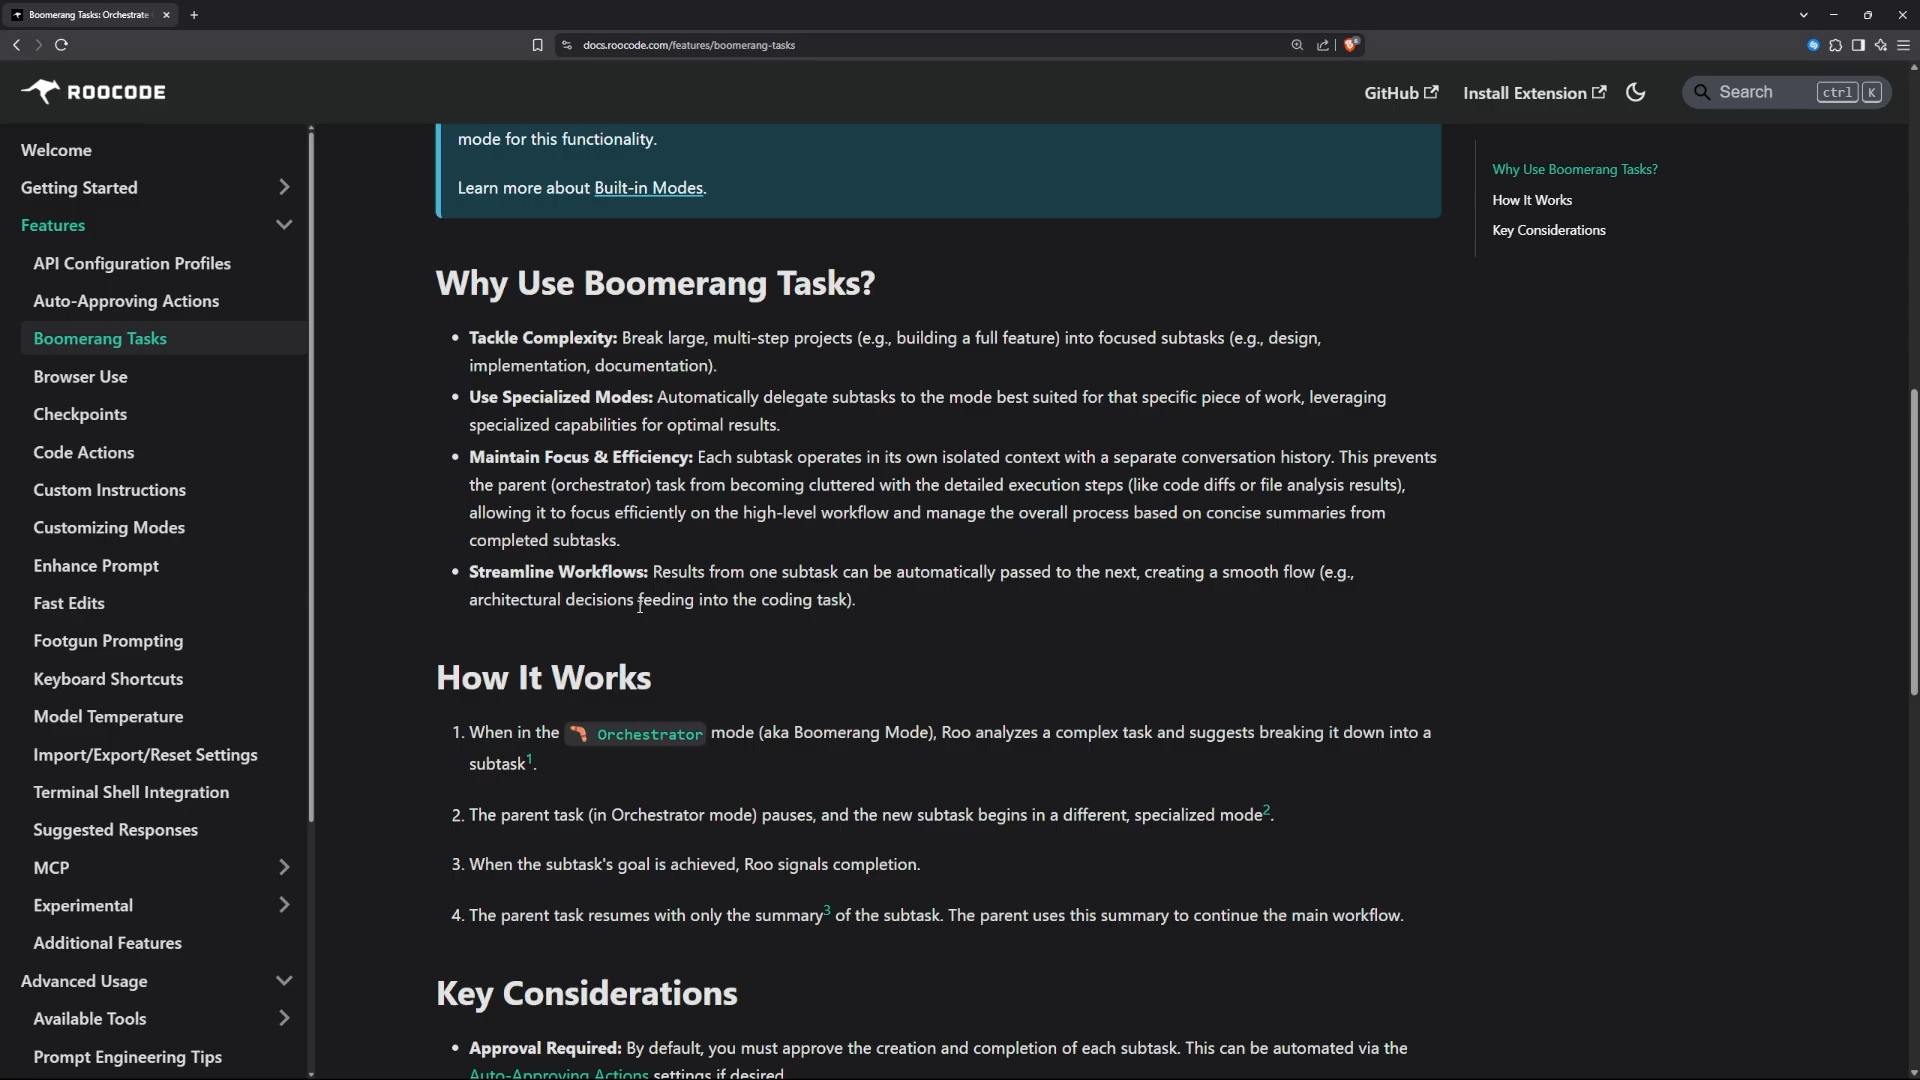 Boomerang Tasks: Orchestrate
docs.roocode.com/features/boomerang-tasks
ROOCODE
GitHub
Install Extension
Search
ctrl K
Welcome
Getting Started
Features
API Configuration Profiles
Auto-Approving Actions
Boomerang Tasks
Browser Use
Checkpoints
Code Actions
Custom Instructions
Customizing Modes
Enhance Prompt
Fast Edits
Footgun Prompting
Keyboard Shortcuts
Model Temperature
Import/Export/Reset Settings
Terminal Shell Integration
Suggested Responses
MCP
Experimental
Additional Features
Advanced Usage
Available Tools
Prompt Engineering Tips
mode for this functionality.
Learn more about Built-in Modes.
Why Use Boomerang Tasks?
• Tackle Complexity: Break large, multi-step projects (e.g., building a full feature) into focused subtasks (e.g., design,
implementation, documentation).
• Use Specialized Modes: Automatically delegate subtasks to the mode best suited for that specific piece of work, leveraging
specialized capabilities for optimal results.
• Maintain Focus & Efficiency: Each subtask operates in its own isolated context with a separate conversation history. This prevents
the parent (orchestrator) task from becoming cluttered with the detailed execution steps (like code diffs or file analysis results),
allowing it to focus efficiently on the high-level workflow and manage the overall process based on concise summaries from
completed subtasks.
• Streamline Workflows: Results from one subtask can be automatically passed to the next, creating a smooth flow (e.g.,
architectural decisions feeding into the coding task).
How It Works
1. When in the 🪃 Orchestrator mode (aka Boomerang Mode), Roo analyzes a complex task and suggests breaking it down into a
subtask¹.
2. The parent task (in Orchestrator mode) pauses, and the new subtask begins in a different, specialized mode².
3. When the subtask's goal is achieved, Roo signals completion.
4. The parent task resumes with only the summary³ of the subtask. The parent uses this summary to continue the main workflow.
Key Considerations
• Approval Required: By default, you must approve the creation and completion of each subtask. This can be automated via the
Auto-Approving Actions settings if desired
Why Use Boomerang Tasks?
How It Works
Key Considerations